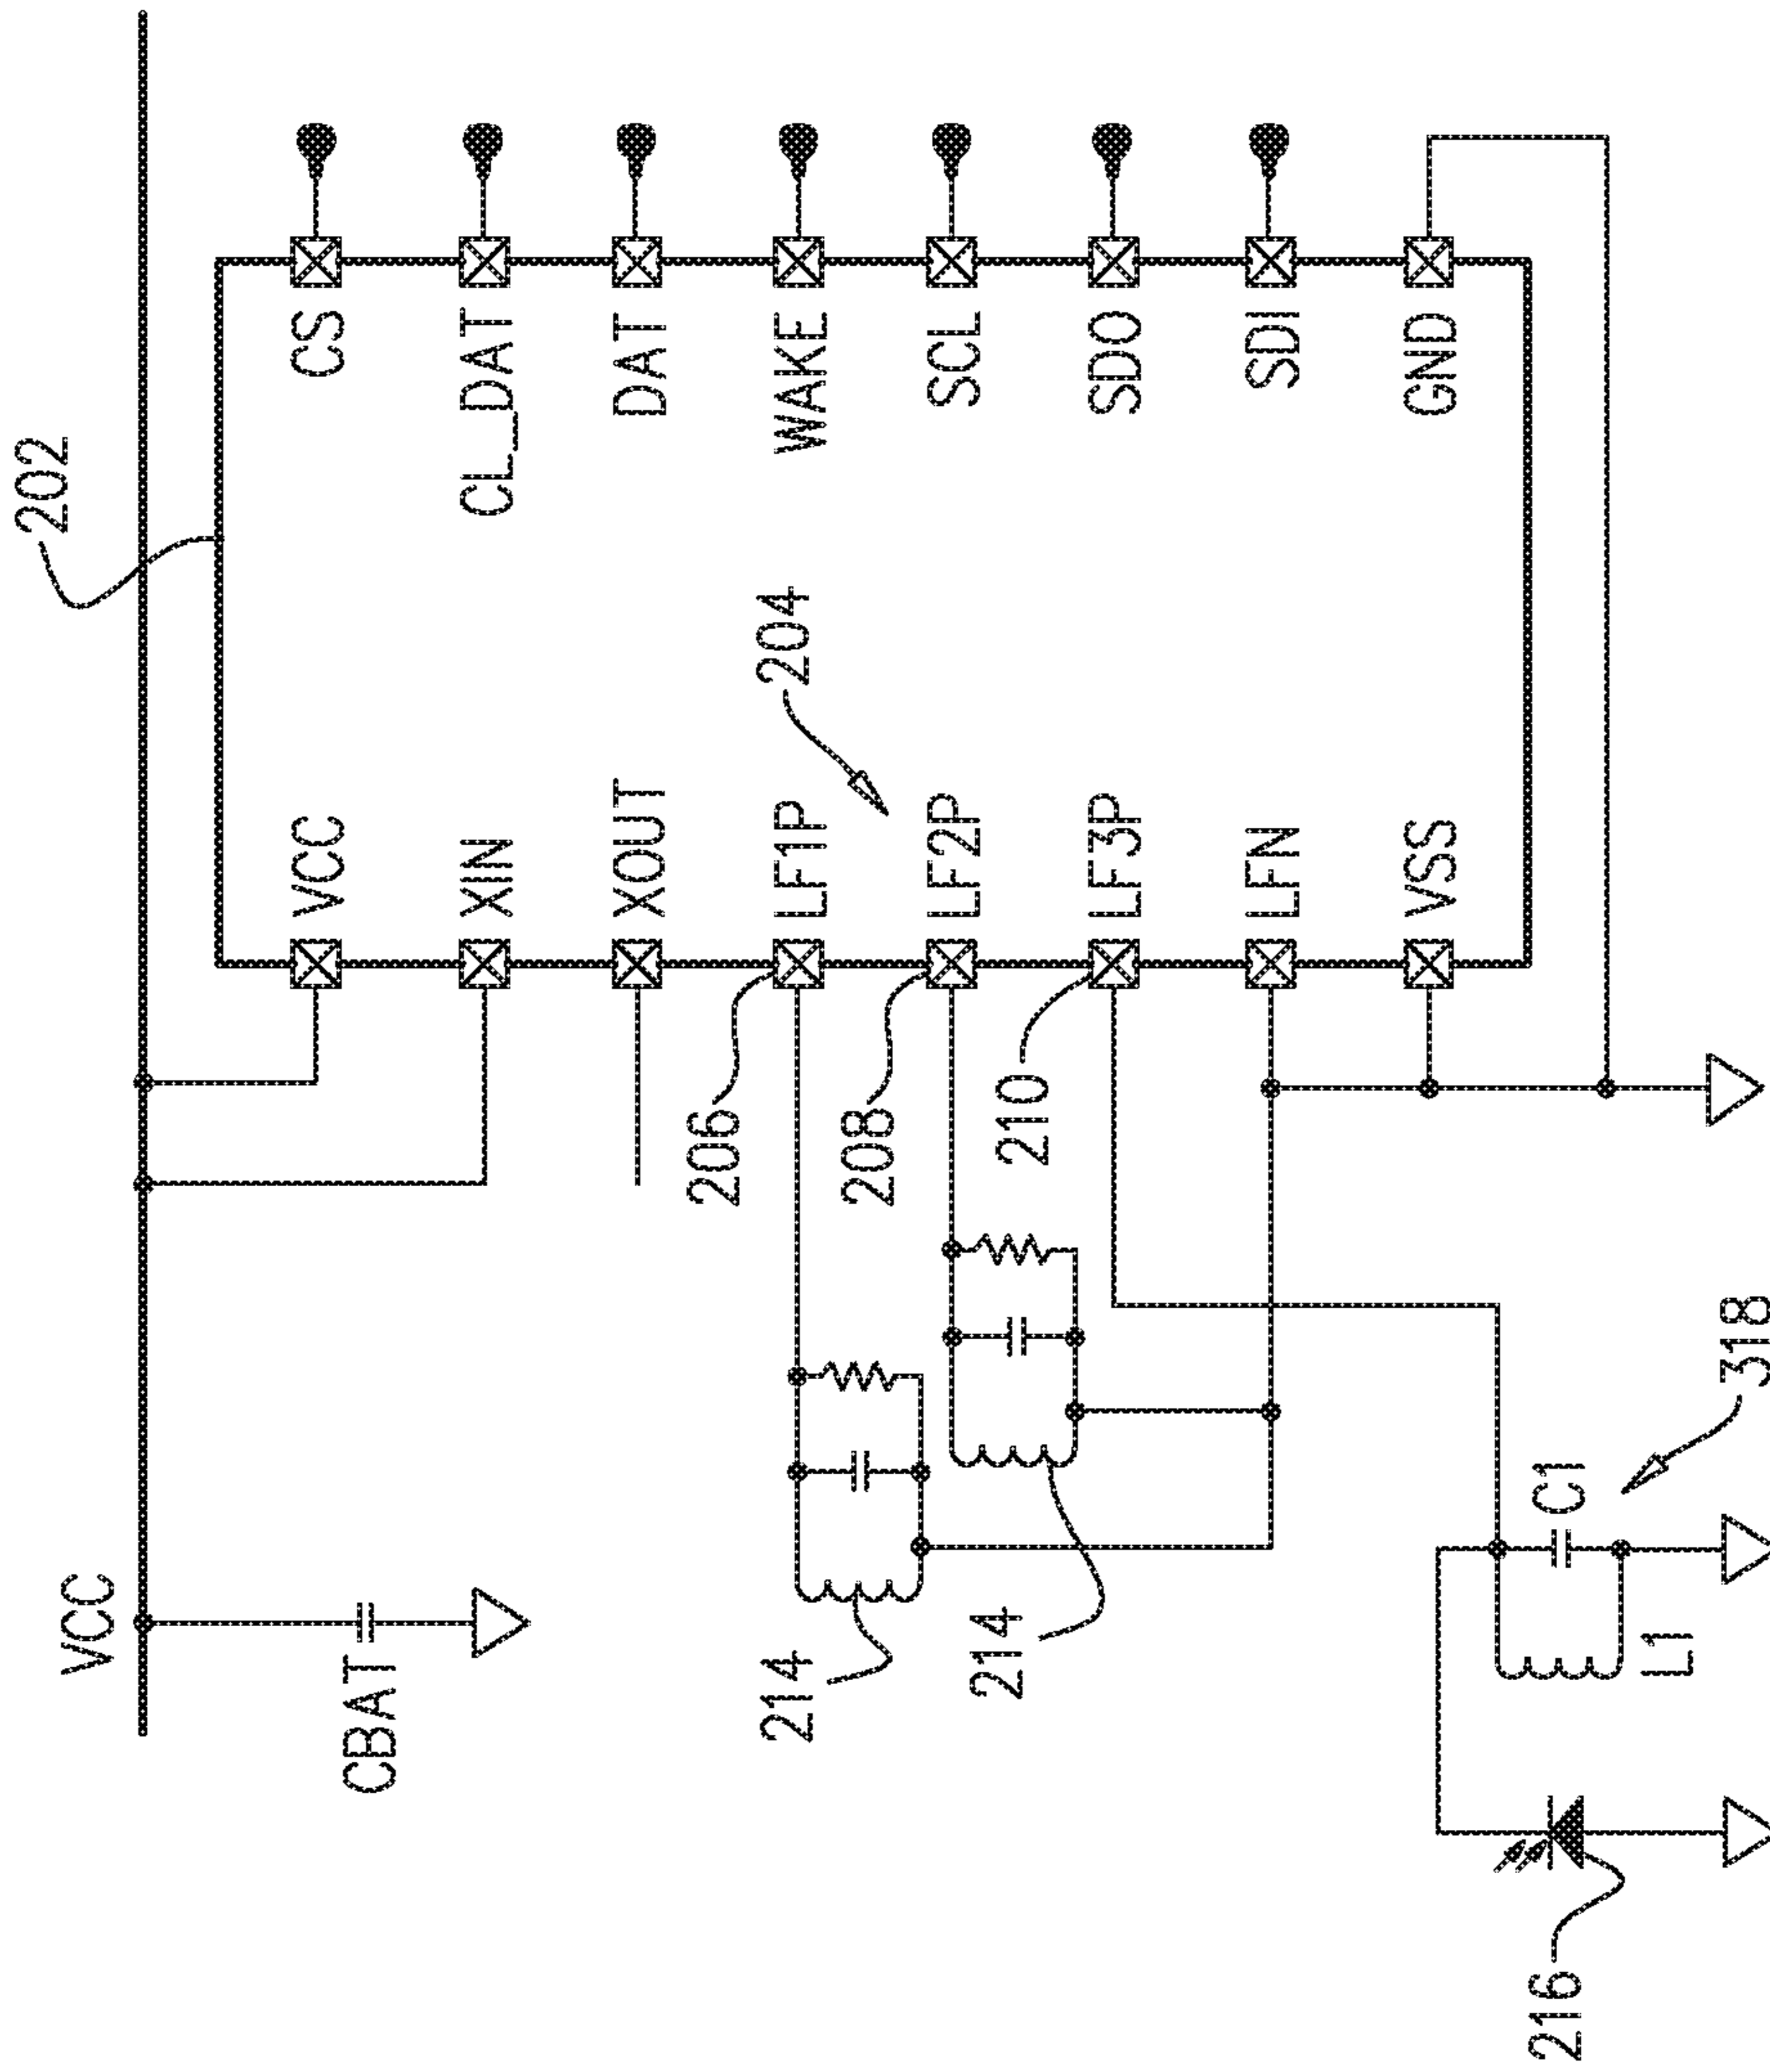 202
VCC
CBAT
VCC
XIN
XOUT
LF1P
LF2P
LF3P
LFN
VSS
CS
CL_DAT
DAT
WAKE
SCL
SDO
SDI
GND
204
206
208
210
214
214
C1
L1
318
216